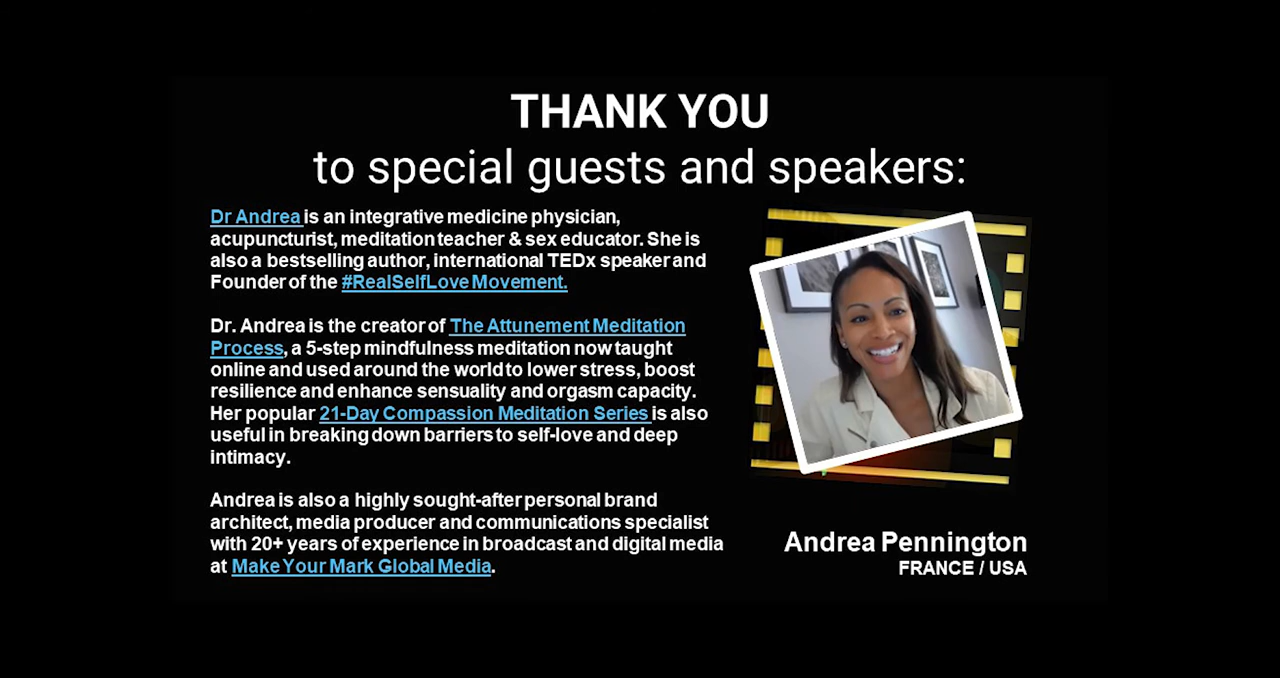 THANK YOU
to special guests and speakers:
Dr Andrea is an integrative medicine physician,
acupuncturist, meditation teacher & sex educator. She is
also a bestselling author, international TEDx speaker and
Founder of the #RealSelfLove Movement.
Dr. Andrea is the creator of The Attunement Meditation
Process, a 5-step mindfulness meditation now taught
online and used around the world to lower stress, boost
resilience and enhance sensuality and orgasm capacity.
Her popular 21-Day Compassion Meditation Series is also
useful in breaking down barriers to self-love and deep
intimacy.
Andrea is also a highly sought-after personal brand
architect, media producer and communications specialist
with 20+ years of experience in broadcast and digital media
at Make Your Mark Global Media.
Andrea Pennington
FRANCE / USA